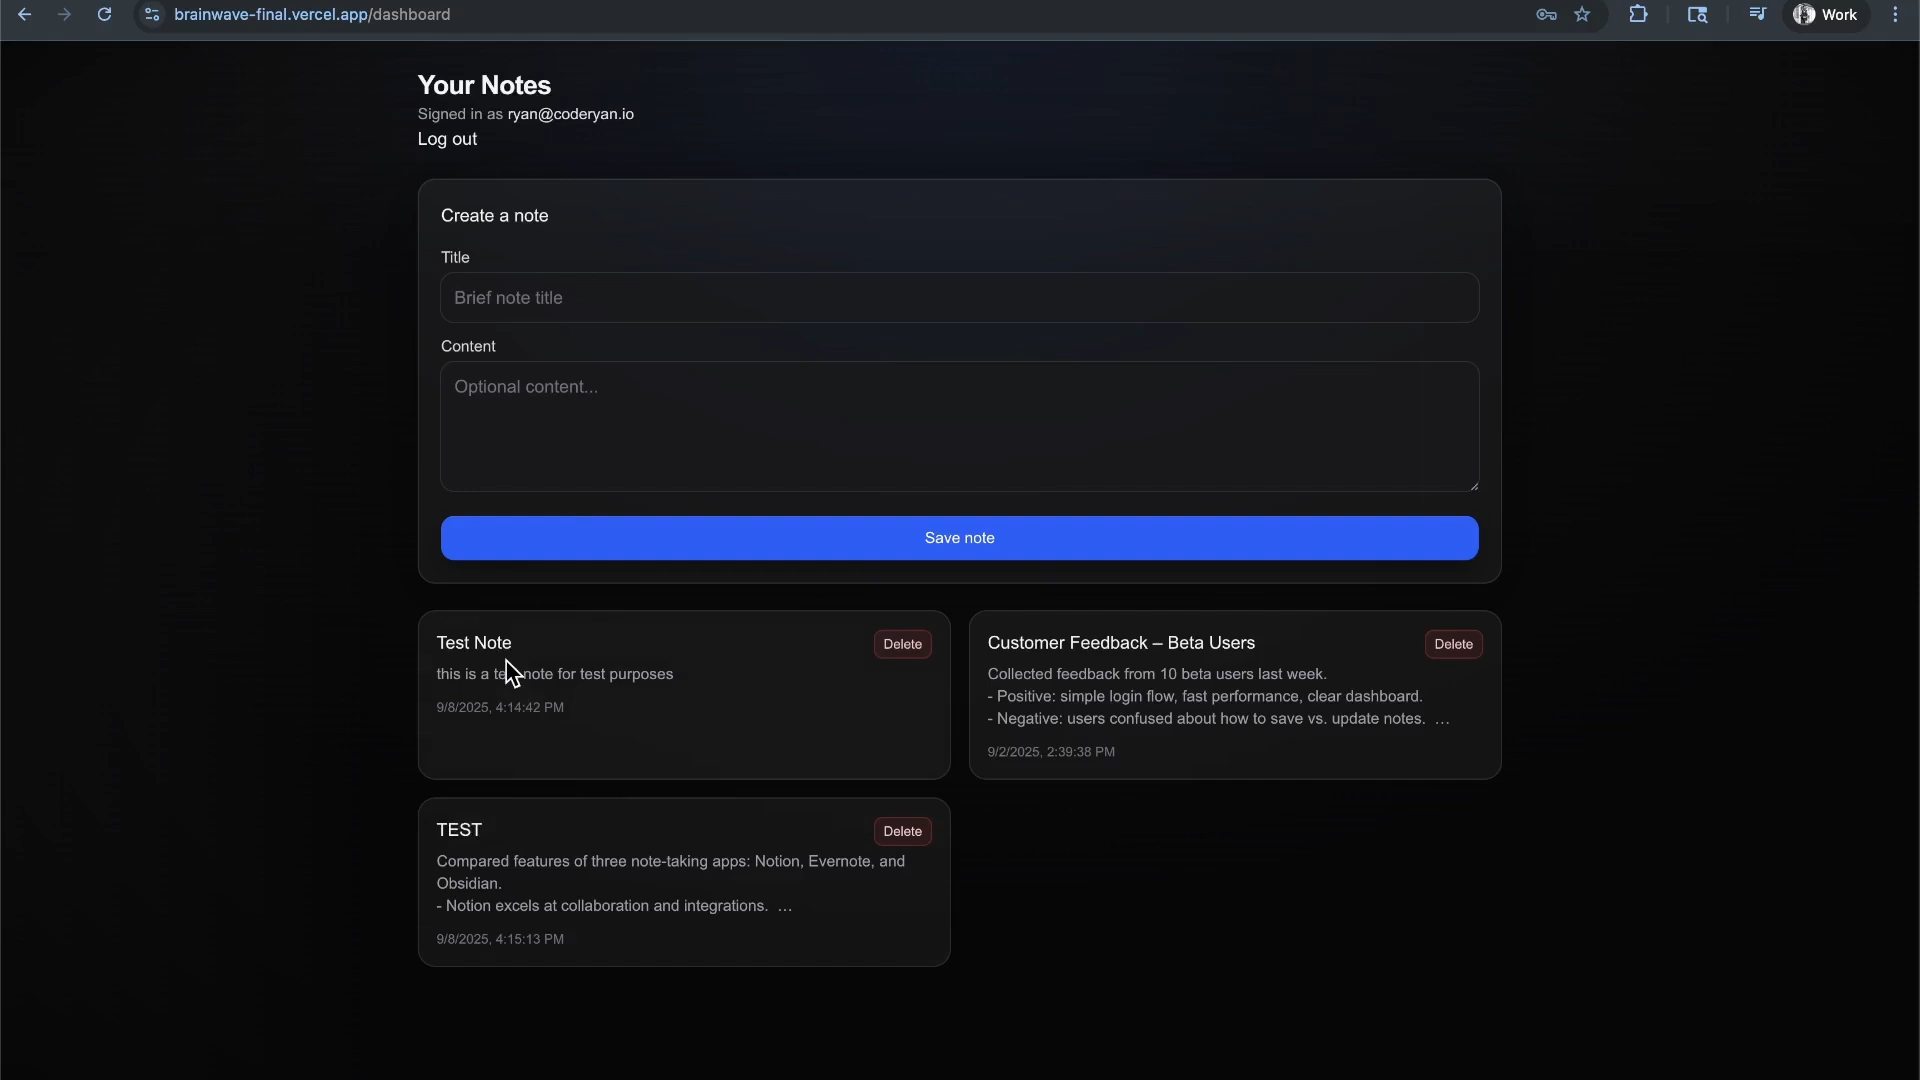 brainwave-final.vercel.app/dashboard
Work
Your Notes
Signed in as ryan@coderyan.io
Log out
Create a note
Title
Brief note title
Content
Optional content...
Save note
Test Note
Delete
this is a te note for test purposes
9/8/2025, 4:14:42 PM
Customer Feedback – Beta Users
Delete
Collected feedback from 10 beta users last week.
- Positive: simple login flow, fast performance, clear dashboard.
- Negative: users confused about how to save vs. update notes. …
9/2/2025, 2:39:38 PM
TEST
Delete
Compared features of three note-taking apps: Notion, Evernote, and
Obsidian.
- Notion excels at collaboration and integrations. …
9/8/2025, 4:15:13 PM